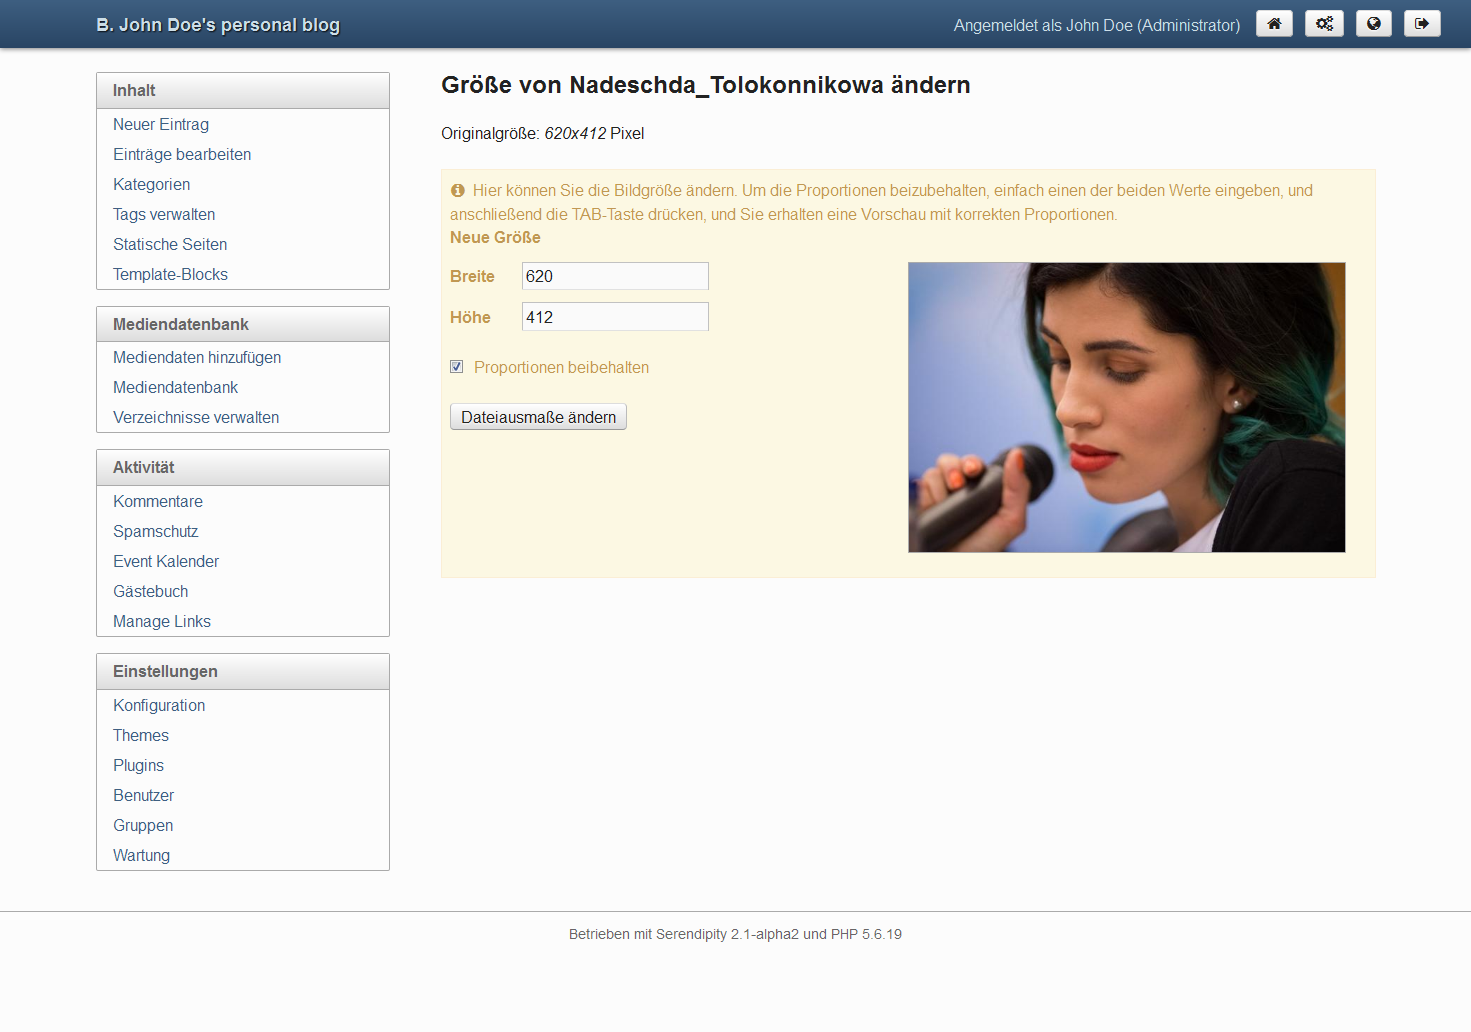 B. John Doe's personal blog
Angemeldet als John Doe (Administrator)
Inhalt
Neuer Eintrag
Einträge bearbeiten
Kategorien
Tags verwalten
Statische Seiten
Template-Blocks
Mediendatenbank
Mediendaten hinzufügen
Mediendatenbank
Verzeichnisse verwalten
Aktivität
Kommentare
Spamschutz
Event Kalender
Gästebuch
Manage Links
Einstellungen
Konfiguration
Themes
Plugins
Benutzer
Gruppen
Wartung
Größe von Nadeschda_Tolokonnikowa ändern
Originalgröße: 620x412 Pixel
Hier können Sie die Bildgröße ändern. Um die Proportionen beizubehalten, einfach einen der beiden Werte eingeben, und
anschließend die TAB-Taste drücken, und Sie erhalten eine Vorschau mit korrekten Proportionen.
Neue Größe
Breite 620
Höhe 412
Proportionen beibehalten
Dateiausmaße ändern
Betrieben mit Serendipity 2.1-alpha2 und PHP 5.6.19